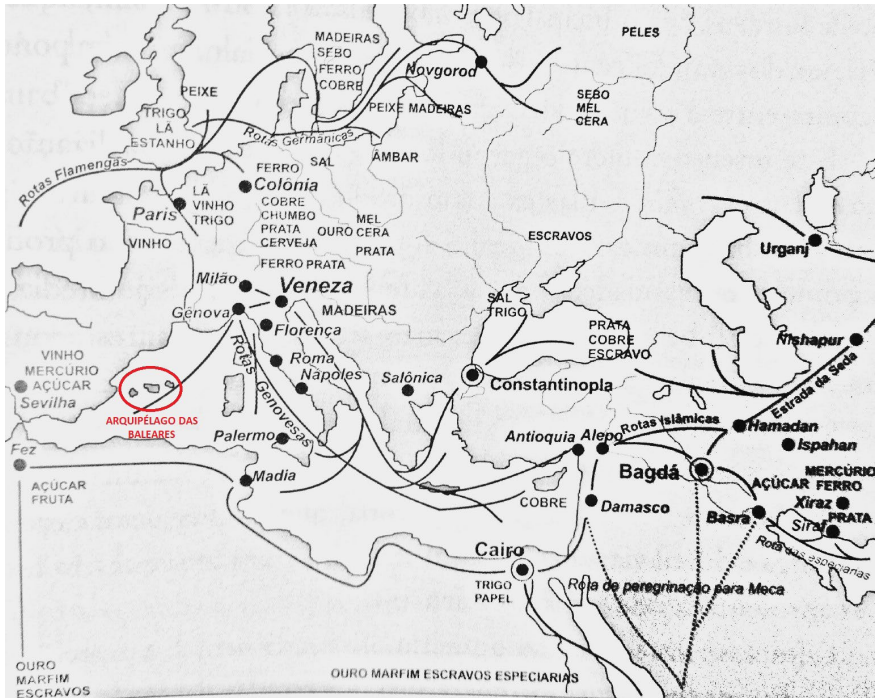 MADEIRAS
SEBO
FERRO
COBRE
PELES
Novgorod
PEIXE
PEIXE MADEIRAS
SEBO
MEL
CERA
TRIGO
LÁ
ESTANHO
Rotas Germânicas
Rotas Flamengas
SAL
ÂMBAR
FERRO
Colônia
LÃ
VINHO
TRIGO
Paris
COBRE
CHUMBO
PRATA
CERVEJA
MEL
OURO CERA
PRATA
VINHO
ESCRAVOS
Urganj
FERRO PRATA
Milão
Veneza
Gênova
MADEIRAS
SAL
TRIGO
Florença
PRATA
COBRE
ESCRAVO
Nishapur
Roma
Nápoles
VINHO
MERCÚRIO
AÇÚCAR
Sevilha
Rotas Genovesas
Salônica
Constantinopla
Estrada da Seda
ARQUIPÉLAGO DAS
BALEARES
Rotas Islâmicas
Hamadan
Palermo
Antioquia
Alepo
Ispahan
Fez
Bagdá
Madia
AÇÚCAR
MERCÚRIO
FERRO
AÇÚCAR
FRUTA
COBRE
Damasco
Basra
Xiraz
PRATA
Siraf
Cairo
Rota das especiarias
TRIGO
PAPEL
Rota de peregrinação para Meca
OURO
MARFIM
ESCRAVOS
OURO MARFIM ESCRAVOS ESPECIARIAS